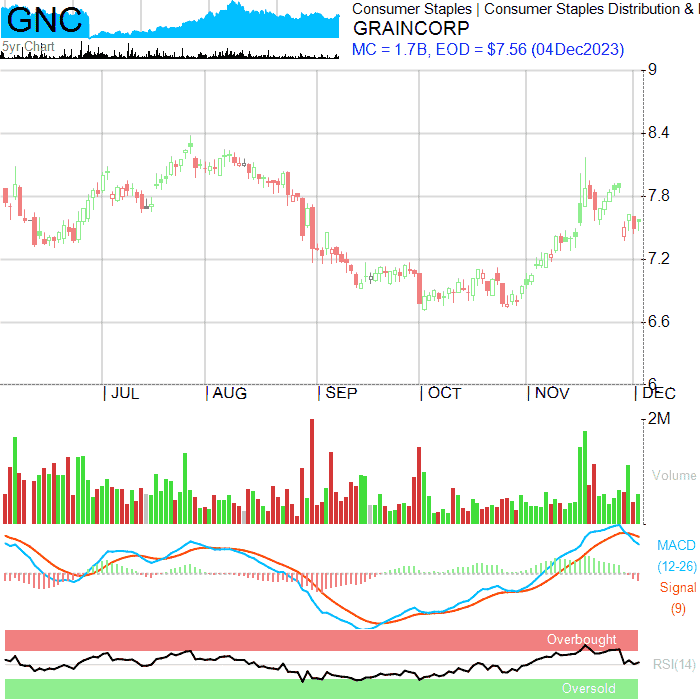 GNC
5yr Chart
Consumer Staples | Consumer Staples Distribution &
GRAINCORP
MC = 1.7B, EOD = $7.56 (04Dec2023)
9
8.4
7.8
7.2
6.6
6
JUL
AUG
SEP
OCT
NOV
DEC
2M
Volume
MACD
(12-26)
Signal
(9)
Overbought
RSI(14)
Oversold